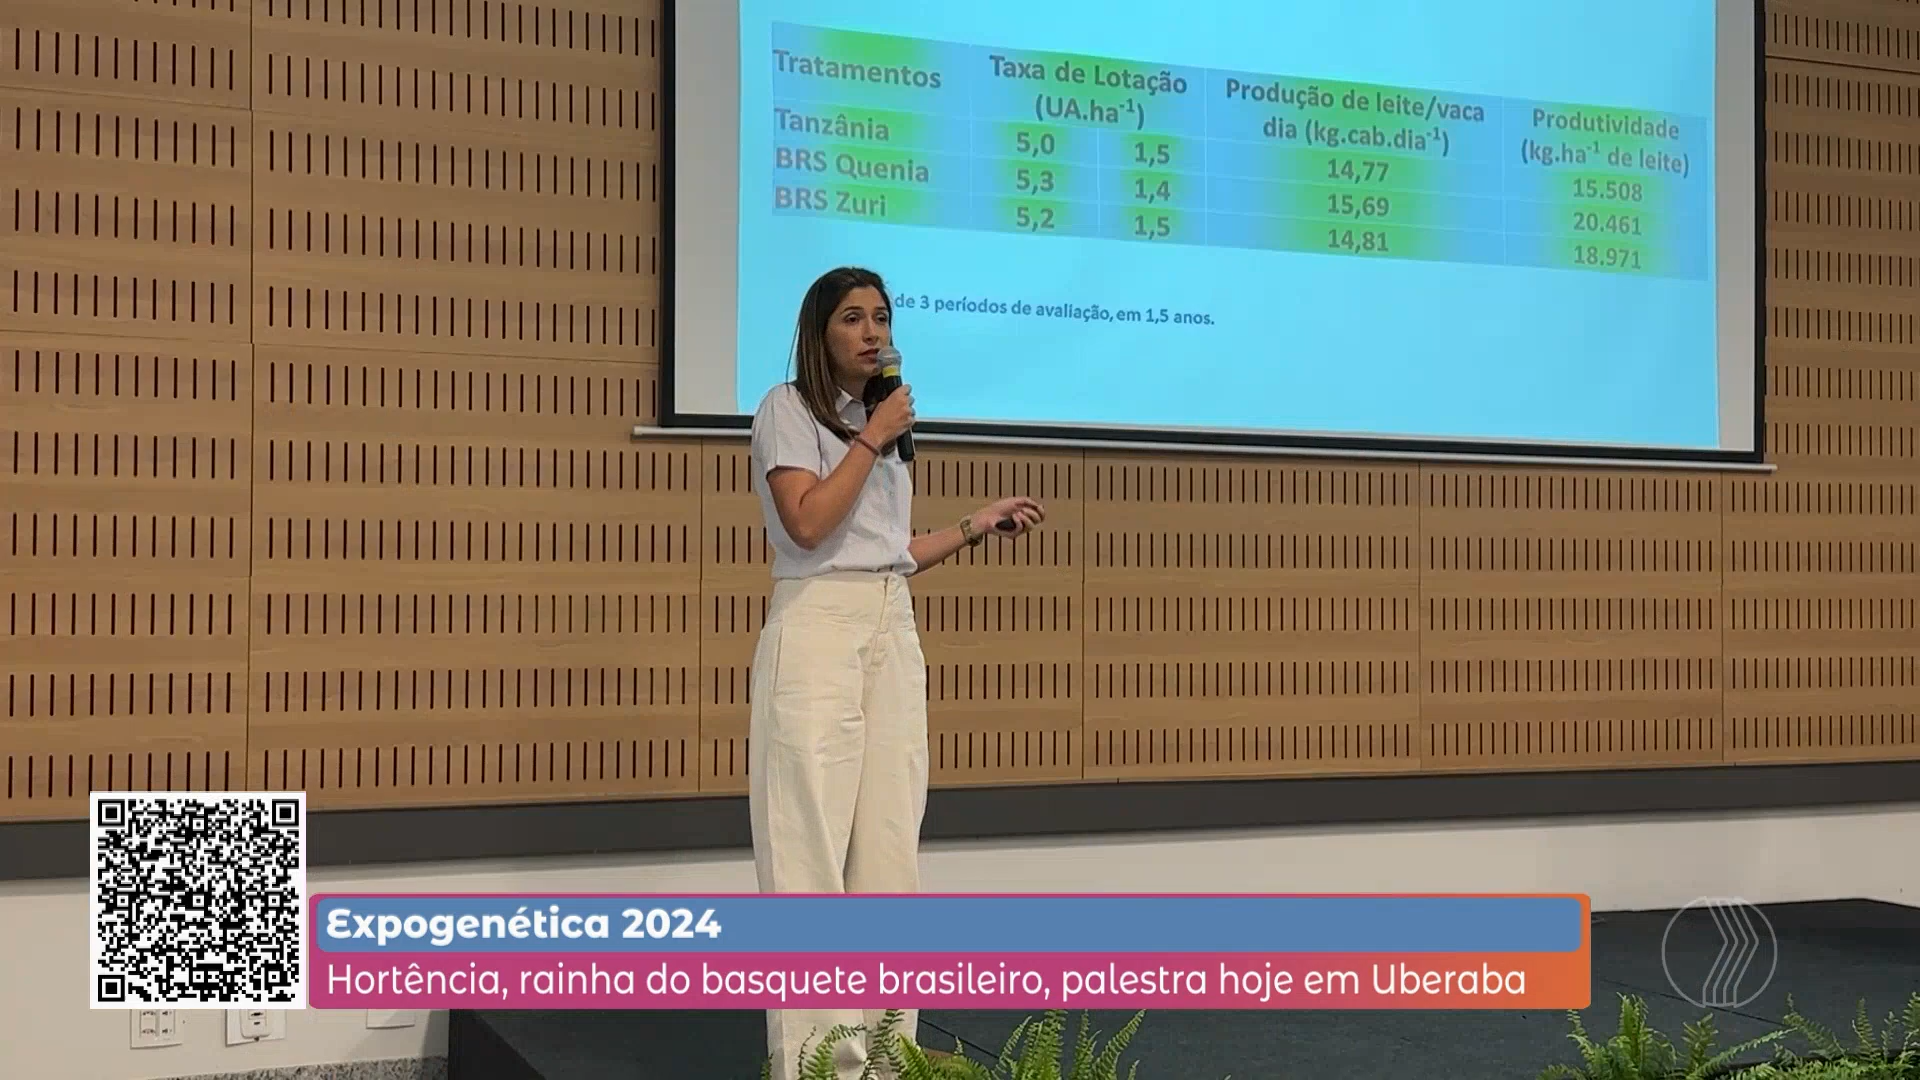 Tratamentos Taxa de Lotação Produção de leite/vaca Produtividade
(UA.ha⁻¹) dia (kg.cab.dia⁻¹) (kg.ha⁻¹ de leite)
Tanzânia 5,0 1,5 14,77 15.508
BRS Quenia 5,3 1,4 15,69 20.461
BRS Zuri 5,2 1,5 14,81 18.971
de 3 períodos de avaliação, em 1,5 anos.
Expogenética 2024
Hortência, rainha do basquete brasileiro, palestra hoje em Uberaba